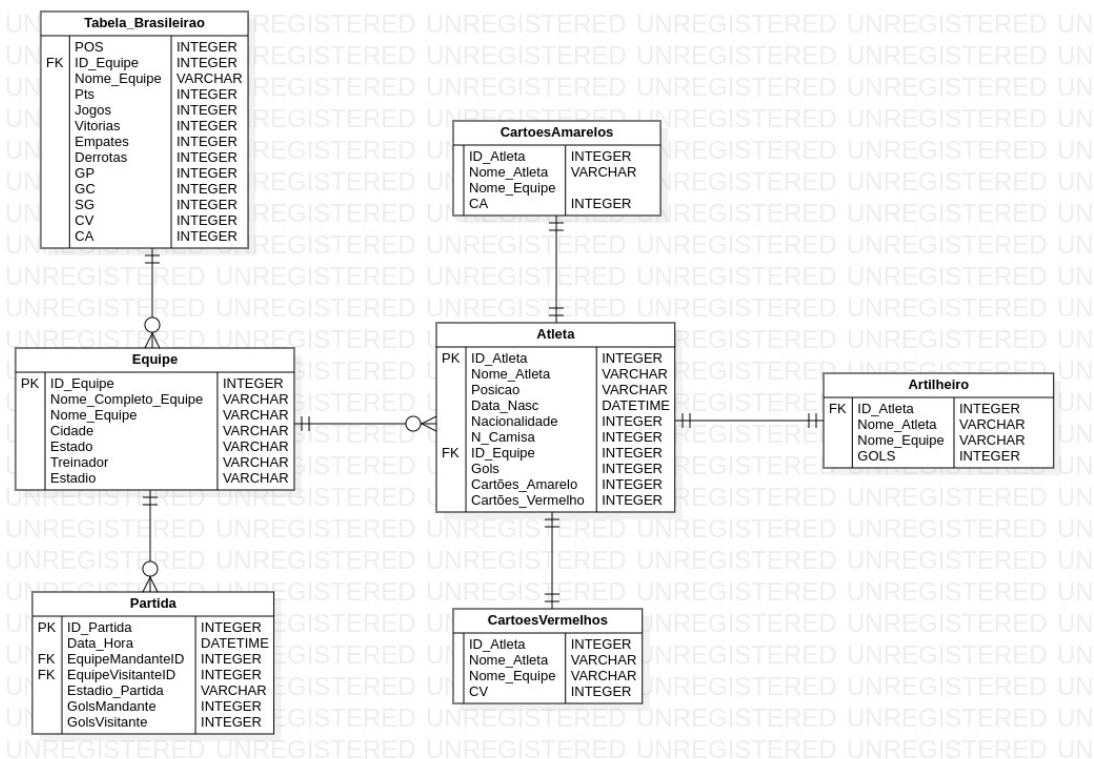 Tabela_Brasileirao
POS INTEGER
FK ID_Equipe INTEGER
Nome_Equipe VARCHAR
Pts INTEGER
Jogos INTEGER
Vitorias INTEGER
Empates INTEGER
Derrotas INTEGER
GP INTEGER
GC INTEGER
SG INTEGER
CV INTEGER
CA INTEGER
CartoesAmarelos
ID_Atleta INTEGER
Nome_Atleta VARCHAR
Nome_Equipe
CA INTEGER
Equipe
PK ID_Equipe INTEGER
Nome_Completo_Equipe VARCHAR
Nome_Equipe VARCHAR
Cidade VARCHAR
Estado VARCHAR
Treinador VARCHAR
Estadio VARCHAR
Atleta
PK ID_Atleta INTEGER
Nome_Atleta VARCHAR
Posicao VARCHAR
Data_Nasc DATETIME
Nacionalidade INTEGER
N_Camisa INTEGER
FK ID_Equipe INTEGER
Gols INTEGER
Cartões_Amarelo INTEGER
Cartões_Vermelho INTEGER
Artilheiro
FK ID_Atleta INTEGER
Nome_Atleta VARCHAR
Nome_Equipe VARCHAR
GOLS INTEGER
Partida
PK ID_Partida INTEGER
Data_Hora DATETIME
FK EquipeMandanteID INTEGER
FK EquipeVisitanteID INTEGER
Estadio_Partida VARCHAR
GolsMandante INTEGER
GolsVisitante INTEGER
CartoesVermelhos
ID_Atleta INTEGER
Nome_Atleta VARCHAR
Nome_Equipe VARCHAR
CV INTEGER
UNREGISTERED